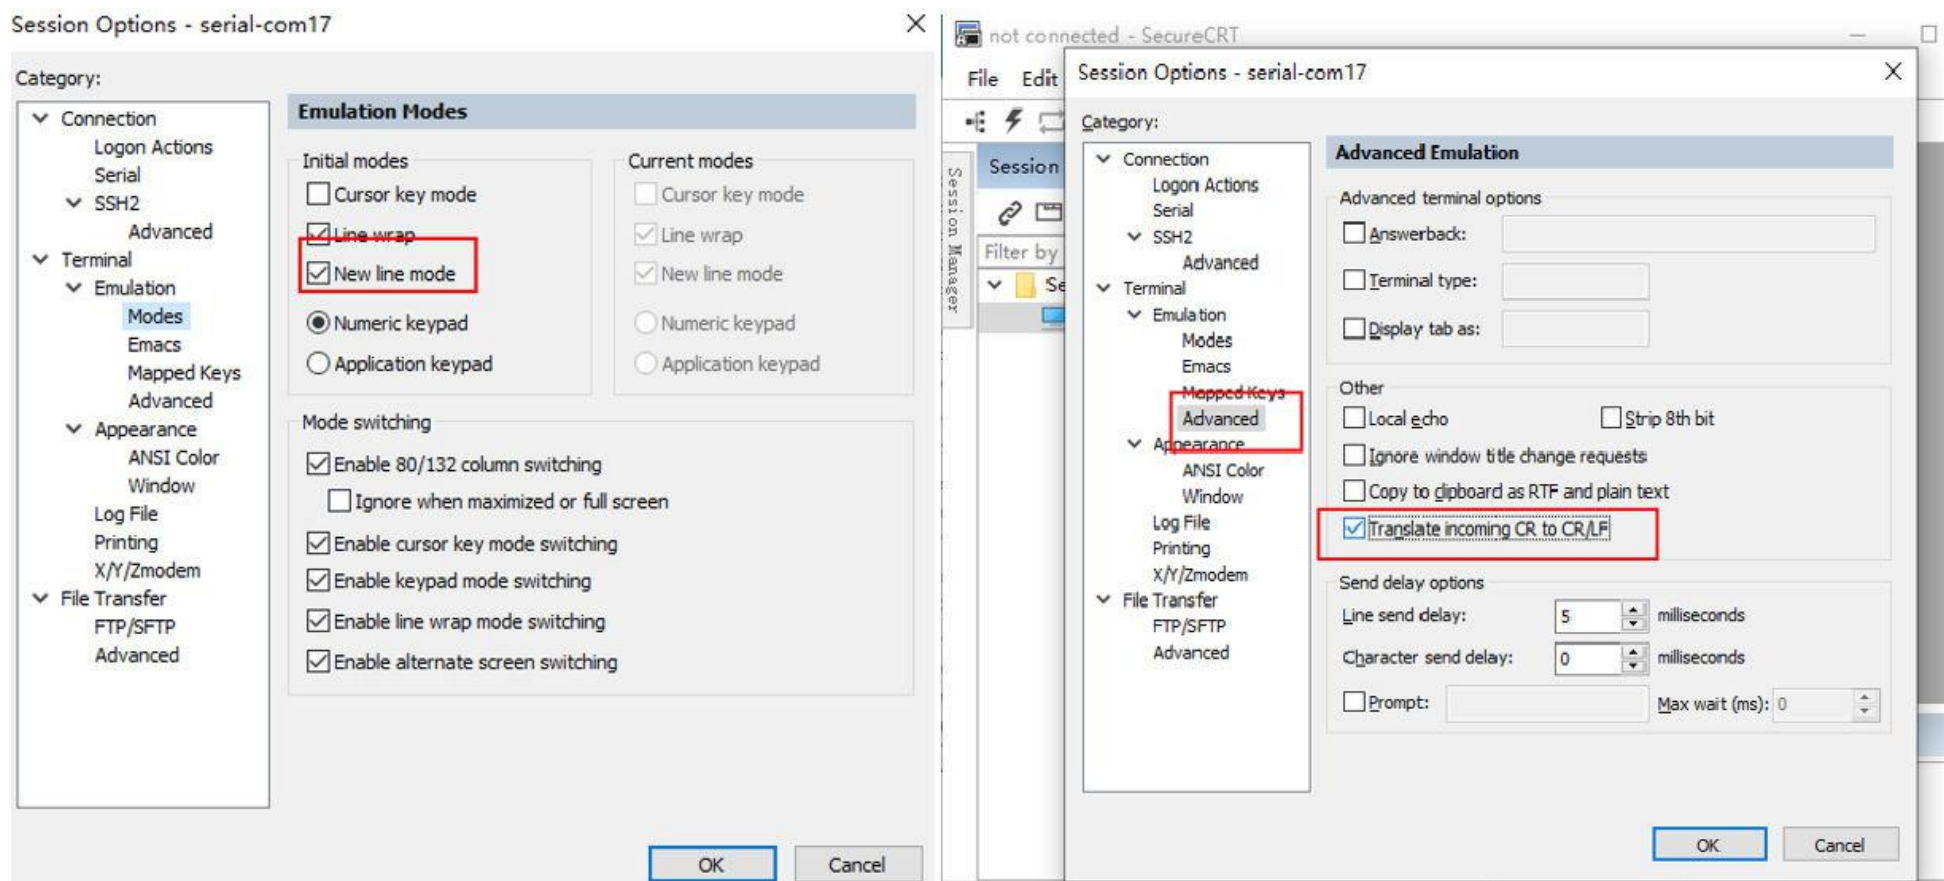 Session Options - serial-com17
Category:
Connection
Logon Actions
Serial
SSH2
Advanced
Terminal
Emulation
Modes
Emacs
Mapped Keys
Advanced
Appearance
ANSI Color
Window
Log File
Printing
X/Y/Zmodem
File Transfer
FTP/SFTP
Advanced
Emulation Modes
Initial modes
Cursor key mode
Line wrap
New line mode
Numeric keypad
Application keypad
Current modes
Cursor key mode
Line wrap
New line mode
Numeric keypad
Application keypad
Mode switching
Enable 80/132 column switching
Ignore when maximized or full screen
Enable cursor key mode switching
Enable keypad mode switching
Enable line wrap mode switching
Enable alternate screen switching
OK Cancel
not connected - SecureCRT
File Edit
Session Manager
Session
Filter by
Se
Session Options - serial-com17
Category:
Connection
Logon Actions
Serial
SSH2
Advanced
Terminal
Emulation
Modes
Emacs
Mapped Keys
Advanced
Appearance
ANSI Color
Window
Log File
Printing
X/Y/Zmodem
File Transfer
FTP/SFTP
Advanced
Advanced Emulation
Advanced terminal options
Answerback:
Terminal type:
Display tab as:
Other
Local echo Strip 8th bit
Ignore window title change requests
Copy to clipboard as RTF and plain text
Translate incoming CR to CR/LF
Send delay options
Line send delay: 5 milliseconds
Character send delay: 0 milliseconds
Prompt: Max wait (ms): 0
OK Cancel